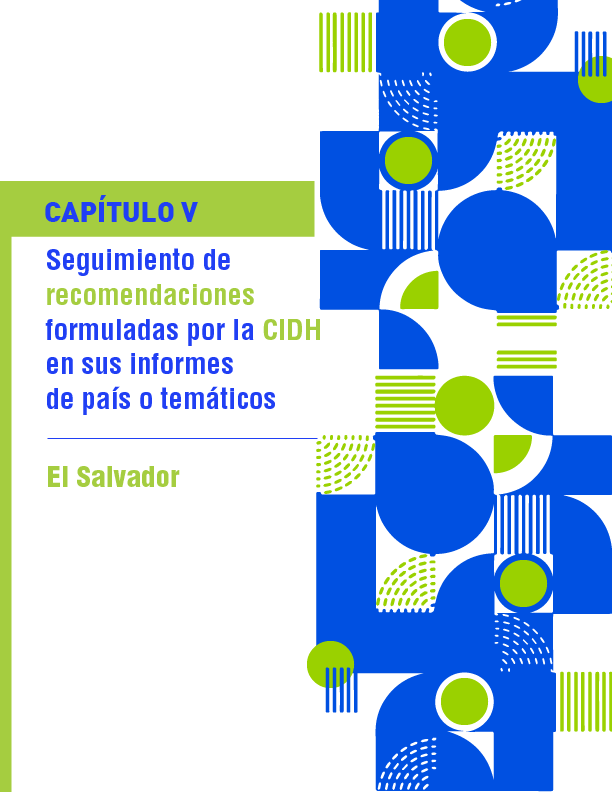 CAPÍTULO V
Seguimiento de
recomendaciones
formuladas por la CIDH
en sus informes
de país o temáticos
El Salvador